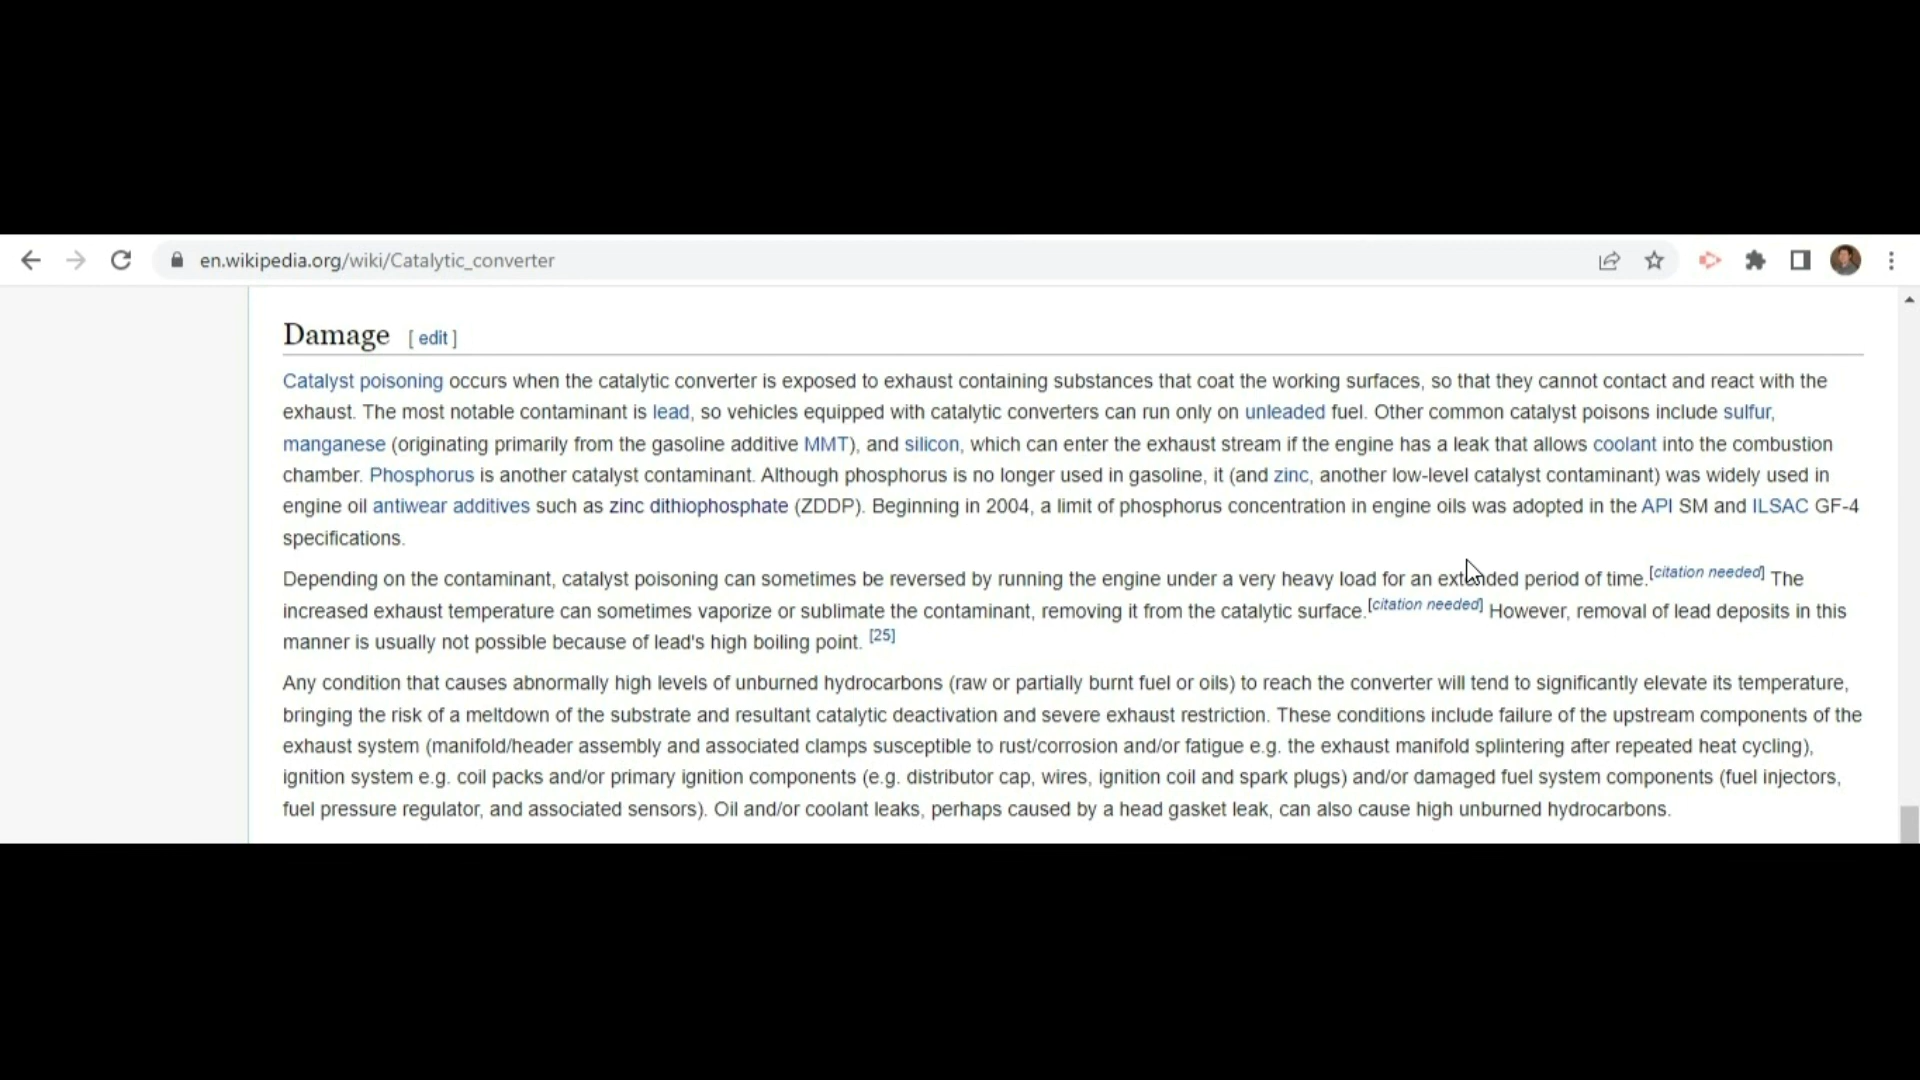 en.wikipedia.org/wiki/Catalytic_converter
Damage [ edit ]
Catalyst poisoning occurs when the catalytic converter is exposed to exhaust containing substances that coat the working surfaces, so that they cannot contact and react with the
exhaust. The most notable contaminant is lead, so vehicles equipped with catalytic converters can run only on unleaded fuel. Other common catalyst poisons include sulfur,
manganese (originating primarily from the gasoline additive MMT), and silicon, which can enter the exhaust stream if the engine has a leak that allows coolant into the combustion
chamber. Phosphorus is another catalyst contaminant. Although phosphorus is no longer used in gasoline, it (and zinc, another low-level catalyst contaminant) was widely used in
engine oil antiwear additives such as zinc dithiophosphate (ZDDP). Beginning in 2004, a limit of phosphorus concentration in engine oils was adopted in the API SM and ILSAC GF-4
specifications.
Depending on the contaminant, catalyst poisoning can sometimes be reversed by running the engine under a very heavy load for an extended period of time.[citation needed] The
increased exhaust temperature can sometimes vaporize or sublimate the contaminant, removing it from the catalytic surface.[citation needed] However, removal of lead deposits in this
manner is usually not possible because of lead's high boiling point. [25]
Any condition that causes abnormally high levels of unburned hydrocarbons (raw or partially burnt fuel or oils) to reach the converter will tend to significantly elevate its temperature,
bringing the risk of a meltdown of the substrate and resultant catalytic deactivation and severe exhaust restriction. These conditions include failure of the upstream components of the
exhaust system (manifold/header assembly and associated clamps susceptible to rust/corrosion and/or fatigue e.g. the exhaust manifold splintering after repeated heat cycling),
ignition system e.g. coil packs and/or primary ignition components (e.g. distributor cap, wires, ignition coil and spark plugs) and/or damaged fuel system components (fuel injectors,
fuel pressure regulator, and associated sensors). Oil and/or coolant leaks, perhaps caused by a head gasket leak, can also cause high unburned hydrocarbons.